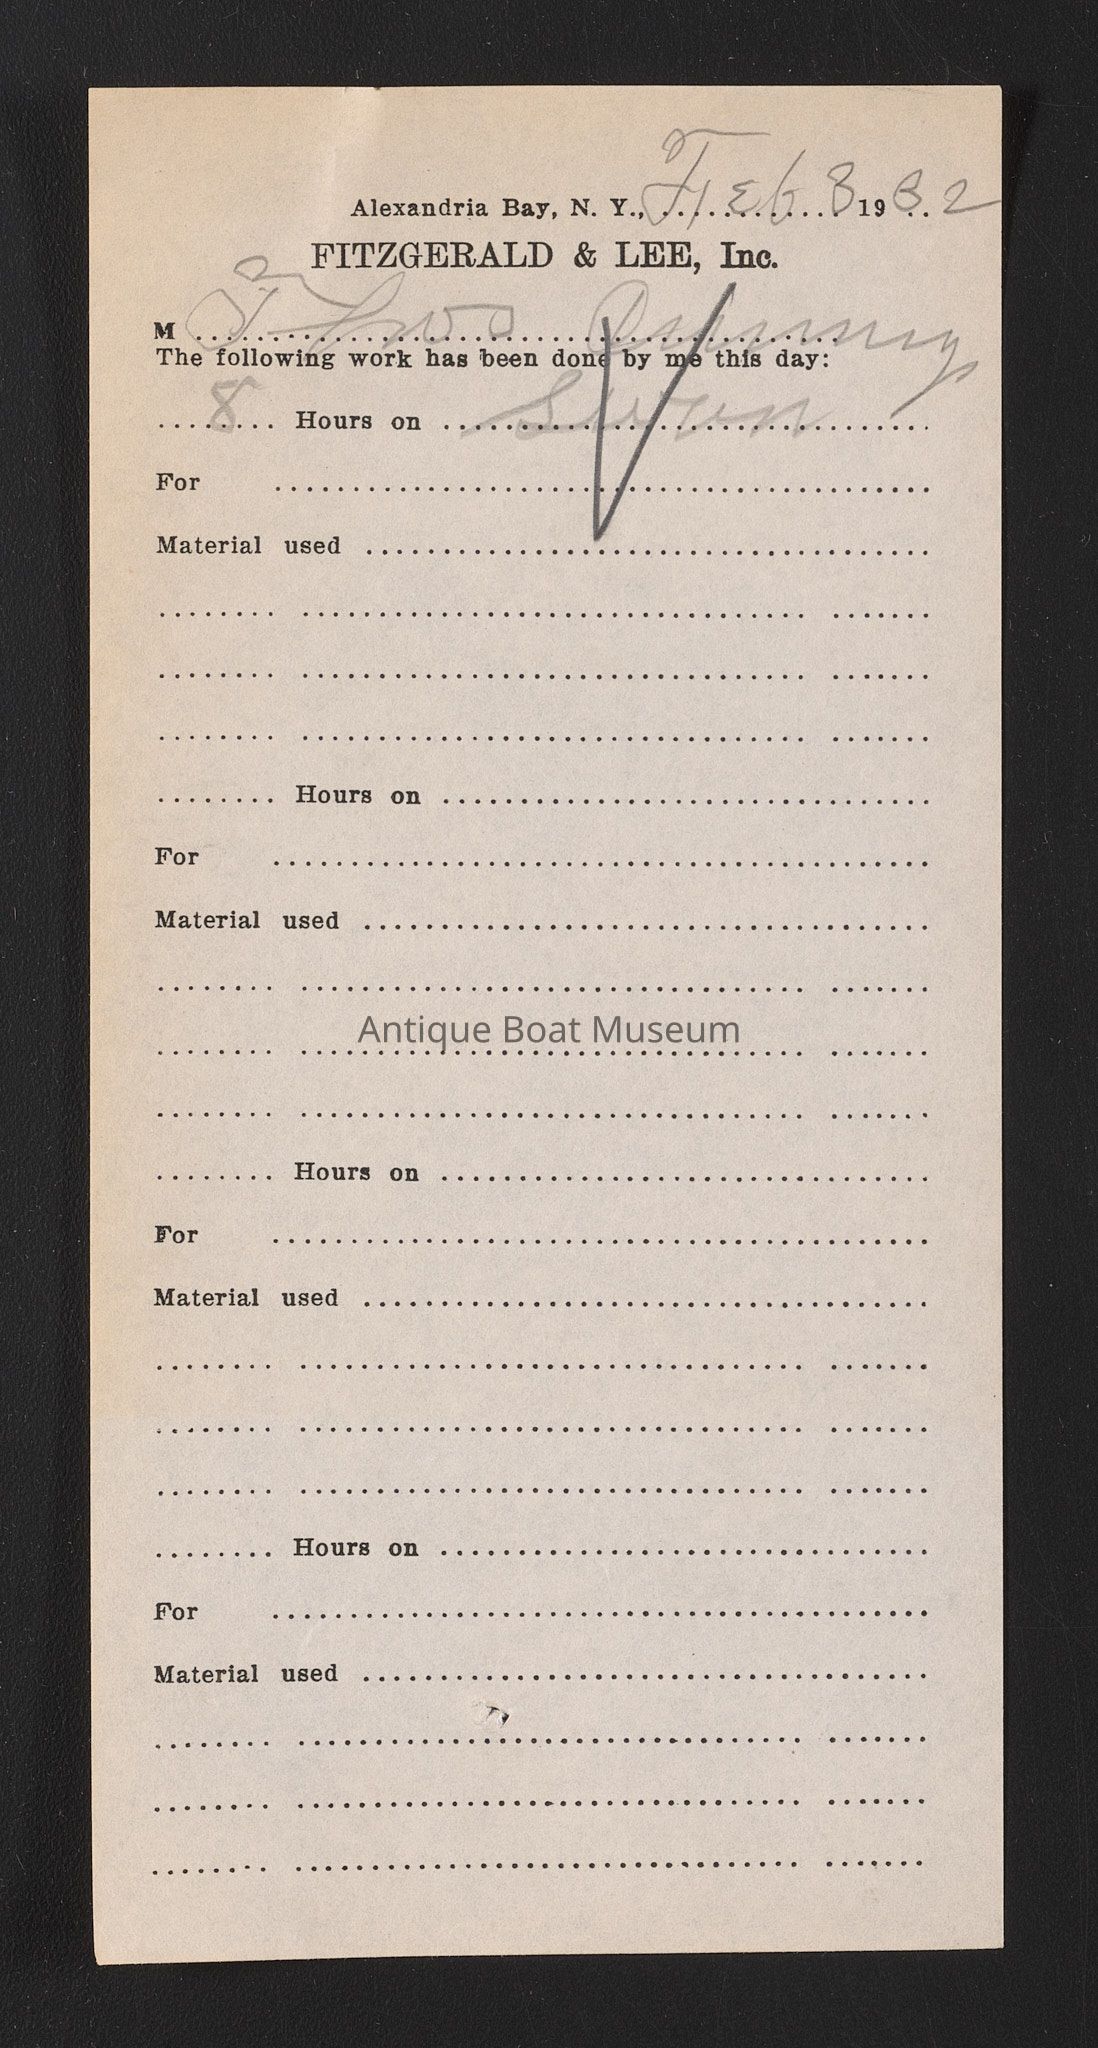 Alexandria Bay, N. Y., Feb 8 1932
FITZGERALD & LEE, Inc.
M
The following work has been done by me this day:
8 Hours on Swan
For
Material used
Hours on
For
Material used
Antique Boat Museum
Hours on
For
Material used
Hours on
For
Material used